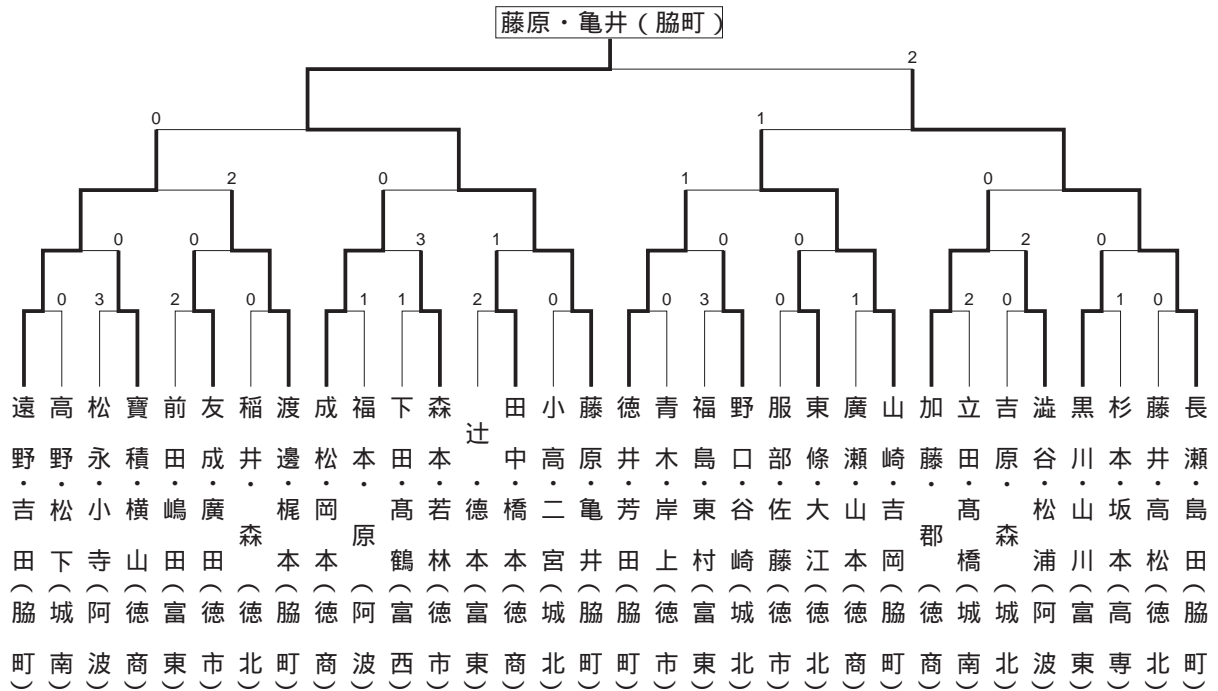 藤原・亀井(脇町)
2
0
1
2
0
1
0
0
0
3
1
0
0
2
0
0
3
2
0
1
1
2
0
0
3
0
1
2
0
1
0
遠野・吉田(脇町)
高野・松下(城南)
松永・小寺(阿波)
寶積・横山(徳商)
前田・嶋田(富東)
友成・廣田(徳市)
稲井・森(徳北)
渡邊・梶本(脇町)
成松・岡本(徳商)
福本・原(阿波)
下田・髙鶴(富西)
森本・若林(徳市)
辻・德本(富東)
田中・橋本(徳商)
小高・二宮(城北)
藤原・亀井(脇町)
徳井・芳田(脇町)
青木・岸上(徳市)
福島・東村(富東)
野口・谷崎(城北)
服部・佐藤(徳市)
東條・大江(徳北)
廣瀬・山本(徳商)
山崎・吉岡(脇町)
加藤・郡(徳商)
立田・髙橋(城南)
吉原・森(城北)
澁谷・松浦(阿波)
黒川・山川(富東)
杉本・坂本(高専)
藤井・高松(徳北)
長瀬・島田(脇町)